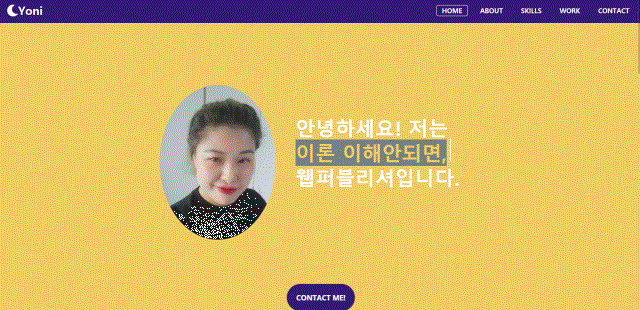 Yoni
HOME
ABOUT
SKILLS
WORK
CONTACT
안녕하세요! 저는
이론 이해안되면,
웹퍼블리셔입니다.
CONTACT ME!